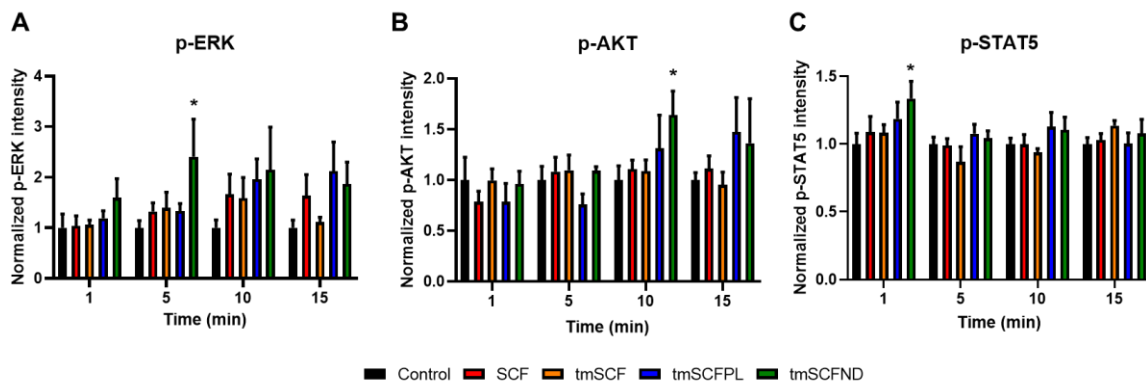 A
p-ERK
Normalized p-ERK intensity
4
3
2
1
0
*
1 5 10 15
Time (min)
B
p-AKT
Normalized p-AKT intensity
2.0
1.5
1.0
0.5
0.0
*
1 5 10 15
Time (min)
C
p-STAT5
Normalized p-STAT5 intensity
1.5
1.0
0.5
0.0
*
1 5 10 15
Time (min)
Control SCF tmSCF tmSCFPL tmSCFND